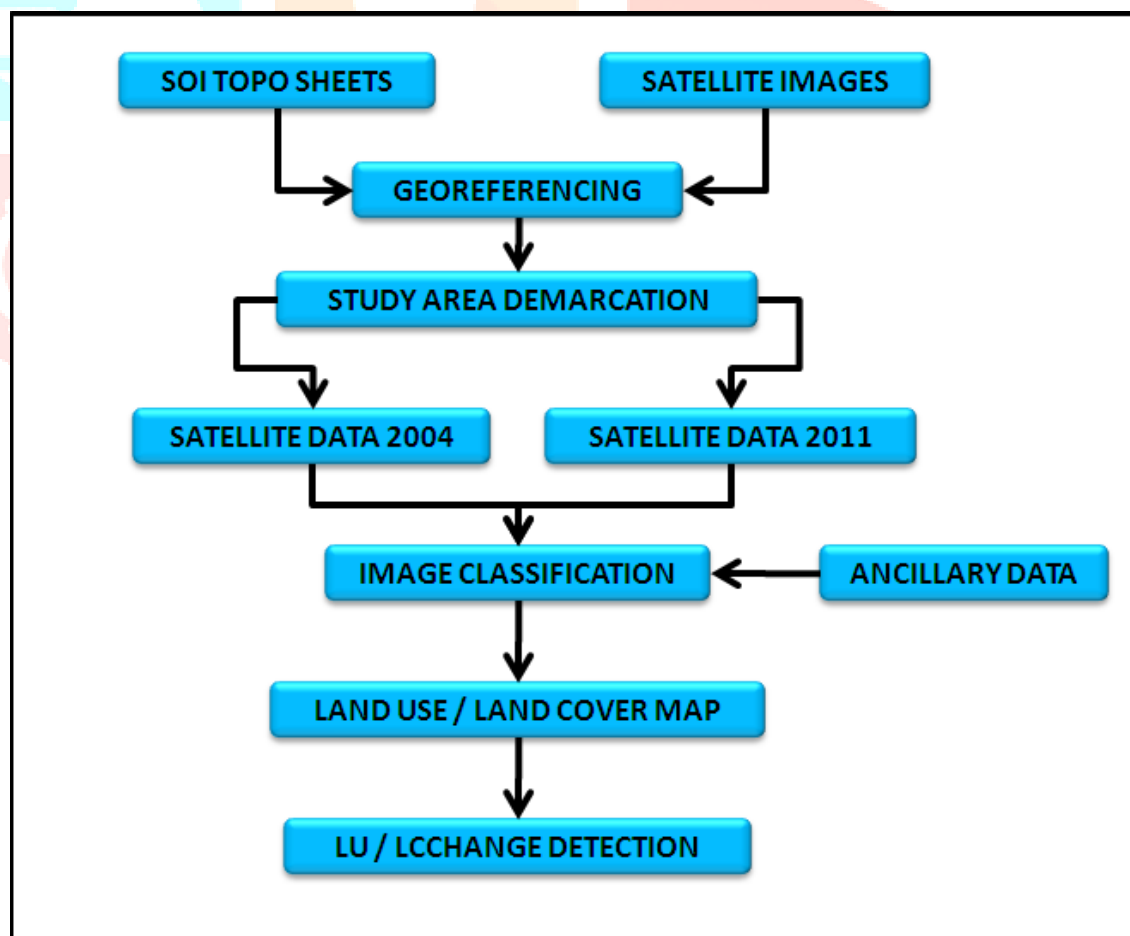 SOI TOPO SHEETS
SATELLITE IMAGES
GEOREFERENCING
STUDY AREA DEMARCATION
SATELLITE DATA 2004
SATELLITE DATA 2011
IMAGE CLASSIFICATION
ANCILLARY DATA
LAND USE / LAND COVER MAP
LU / LCCHANGE DETECTION